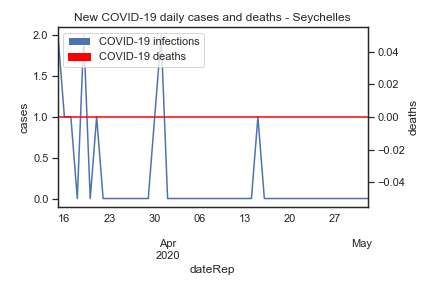 New COVID-19 daily cases and deaths - Seychelles
COVID-19 infections
COVID-19 deaths
2.0
1.5
1.0
0.5
0.0
cases
0.04
0.02
0.00
−0.02
−0.04
deaths
16 23 30 06 13 20 27
Apr May
2020
dateRep